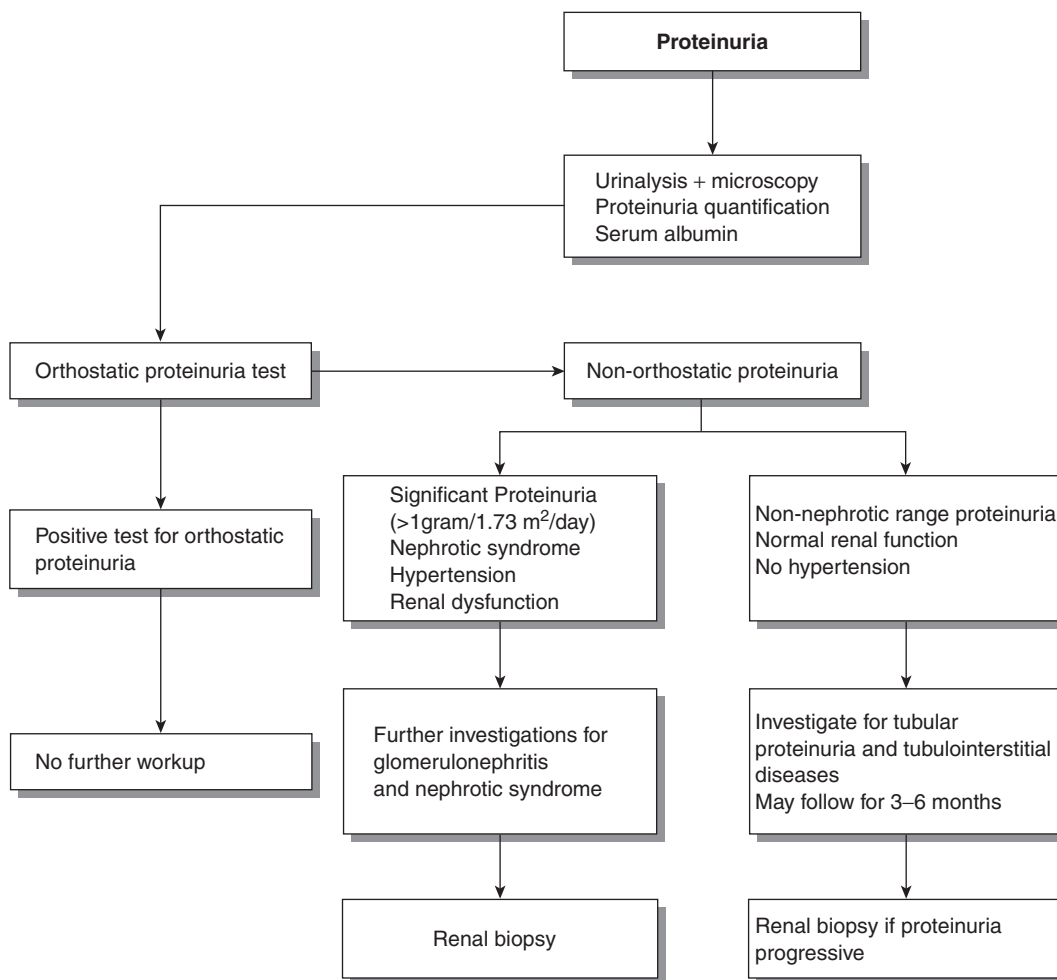 Proteinuria
Urinalysis + microscopy
Proteinuria quantification
Serum albumin
Orthostatic proteinuria test
Non-orthostatic proteinuria
Positive test for orthostatic
proteinuria
No further workup
Significant Proteinuria
(>1gram/1.73 m²/day)
Nephrotic syndrome
Hypertension
Renal dysfunction
Further investigations for
glomerulonephritis
and nephrotic syndrome
Renal biopsy
Non-nephrotic range proteinuria
Normal renal function
No hypertension
Investigate for tubular
proteinuria and tubulointerstitial
diseases
May follow for 3–6 months
Renal biopsy if proteinuria
progressive